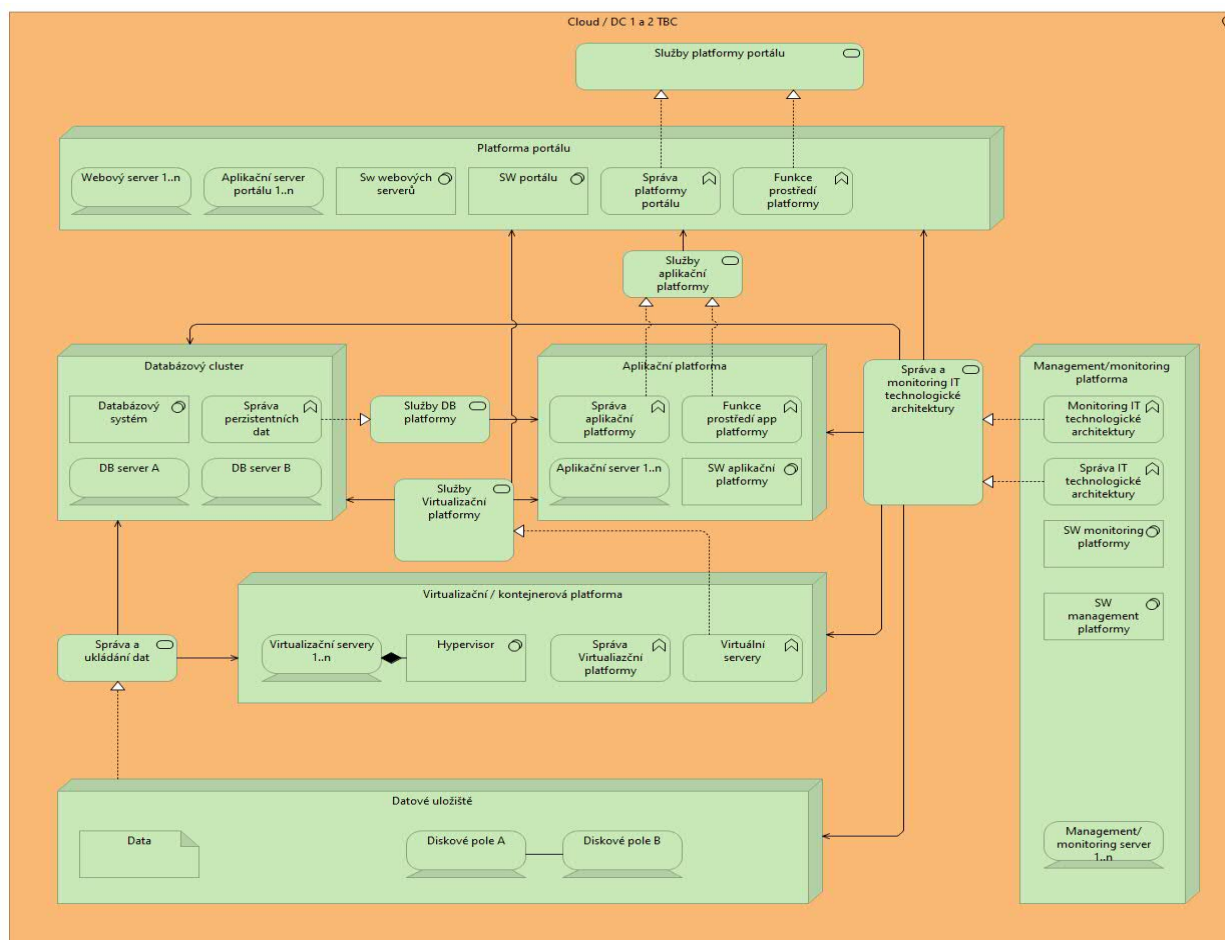 Cloud / DC 1 a 2 TBC
Služby platformy portálu
Platforma portálu
Webový server 1..n
Aplikační server
portálu 1..n
Sw webových
serverů
SW portálu
Správa
platformy
portálu
Funkce
prostředí
platformy
Služby
aplikační
platformy
Databázový cluster
Databázový
systém
Správa
perzistentních
dat
DB server A
DB server B
Služby DB
platformy
Služby
Virtualizační
platformy
Aplikační platforma
Správa
aplikační
platformy
Funkce
prostředí app
platformy
Aplikační server 1..n
SW aplikační
platformy
Správa a
monitoring IT
technologické
architektury
Management/monitoring
platforma
Monitoring IT
technologické
architektury
Správa IT
technologické
architektury
SW monitoring
platformy
SW
management
platformy
Management/
monitoring server
1..n
Virtualizační / kontejnerová platforma
Virtualizační servery
1..n
Hypervisor
Správa
Virtualiazční
platformy
Virtuální
servery
Správa a
ukládání dat
Datové uložiště
Data
Diskové pole A
Diskové pole B